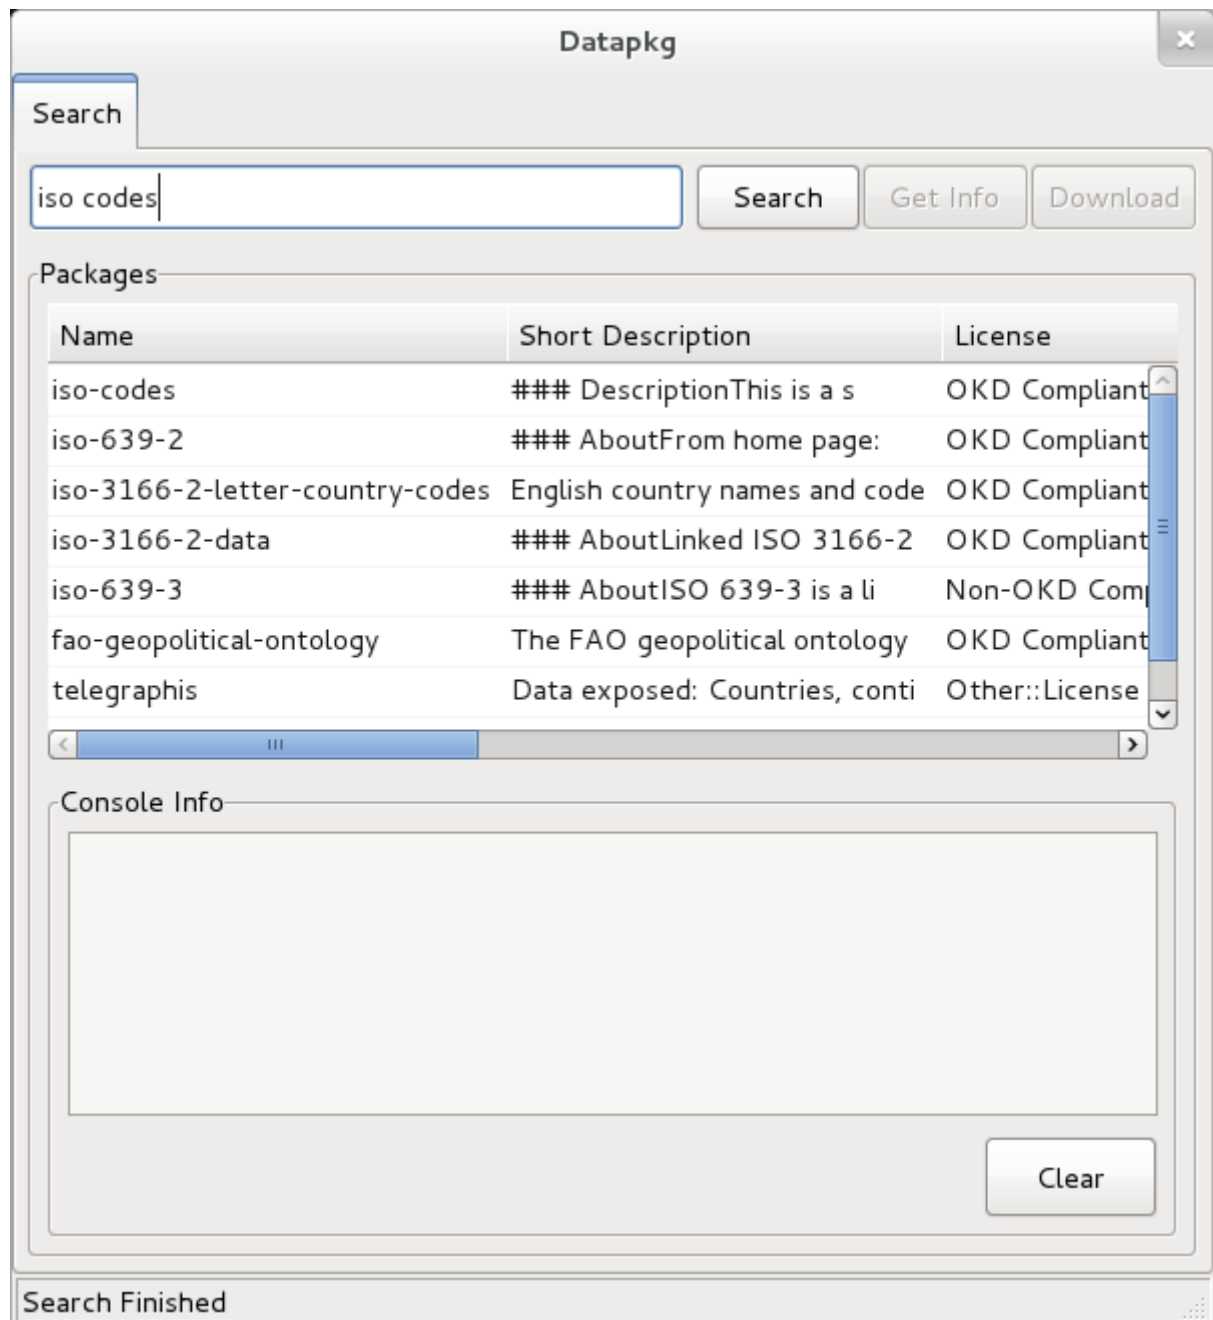 Datapkg
Search
iso codes Search Get Info Download
Packages
Name Short Description License
iso-codes ### DescriptionThis is a s OKD Compliant
iso-639-2 ### AboutFrom home page: OKD Compliant
iso-3166-2-letter-country-codes English country names and code OKD Compliant
iso-3166-2-data ### AboutLinked ISO 3166-2 OKD Compliant
iso-639-3 ### AboutISO 639-3 is a li Non-OKD Com
fao-geopolitical-ontology The FAO geopolitical ontology OKD Compliant
telegraphis Data exposed: Countries, conti Other::License
Console Info
Clear
Search Finished